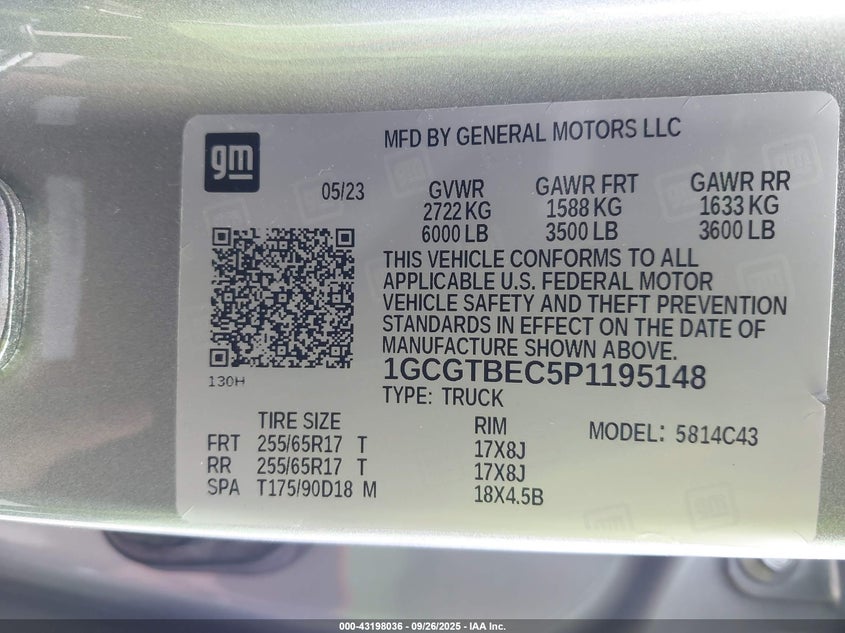 gm
MFD BY GENERAL MOTORS LLC
05/23
GVWR GAWR FRT GAWR RR
2722 KG 1588 KG 1633 KG
6000 LB 3500 LB 3600 LB
THIS VEHICLE CONFORMS TO ALL
APPLICABLE U.S. FEDERAL MOTOR
VEHICLE SAFETY AND THEFT PREVENTION
STANDARDS IN EFFECT ON THE DATE OF
MANUFACTURE SHOWN ABOVE.
130H
1GCGTBEC5P1195148
TYPE: TRUCK
TIRE SIZE RIM MODEL: 5814C43
FRT 255/65R17 T 17X8J
RR 255/65R17 T 17X8J
SPA T175/90D18 M 18X4.5B
000-43198036 - 09/26/2025 - IAA Inc.